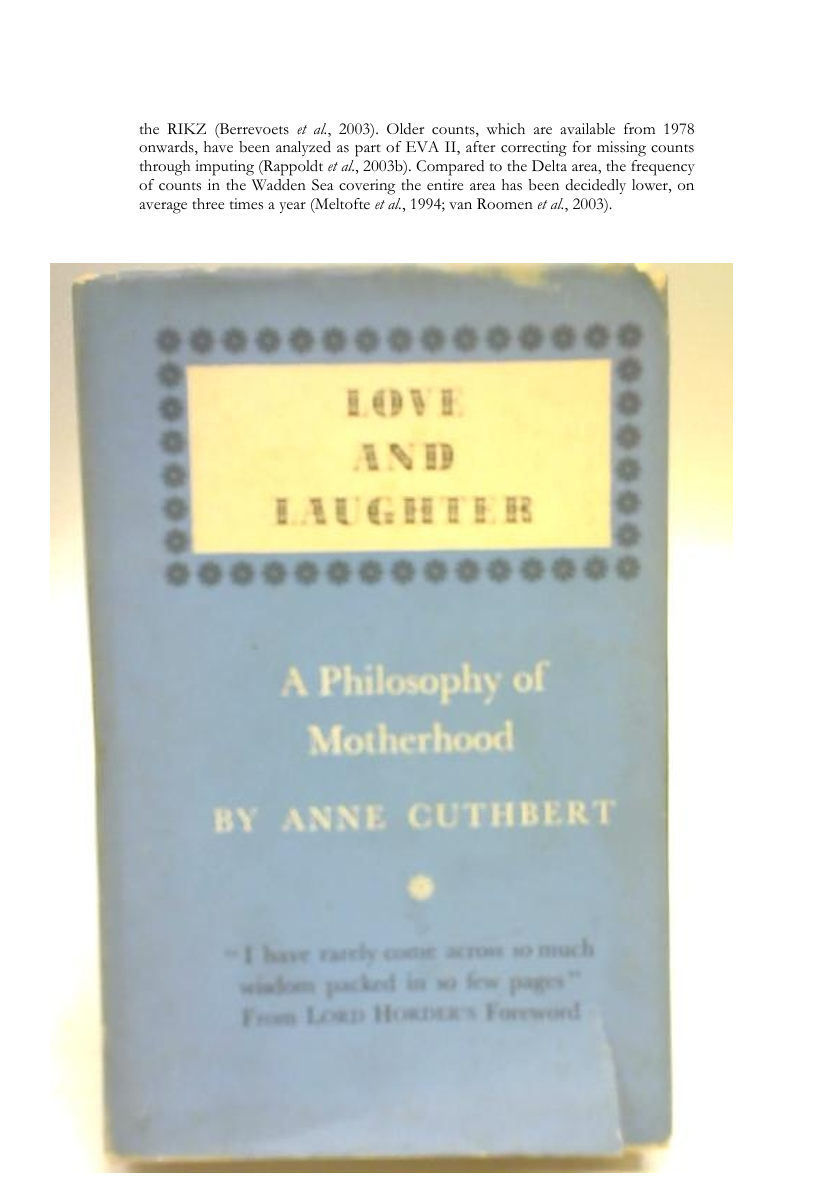 the RIKZ (Berrevoets et al., 2003). Older counts, which are available from 1978
onwards, have been analyzed as part of EVA II, after correcting for missing counts
through imputing (Rappoldt et al., 2003b). Compared to the Delta area, the frequency
of counts in the Wadden Sea covering the entire area has been decidedly lower, on
average three times a year (Meltofte et al., 1994; van Roomen et al., 2003).
LOVE
AND
LAUGHTER
A Philosophy of
Motherhood
BY ANNE CUTHBERT
"I have rarely come across so much
wisdom packed in so few pages"
From LORD HORDER'S Foreword